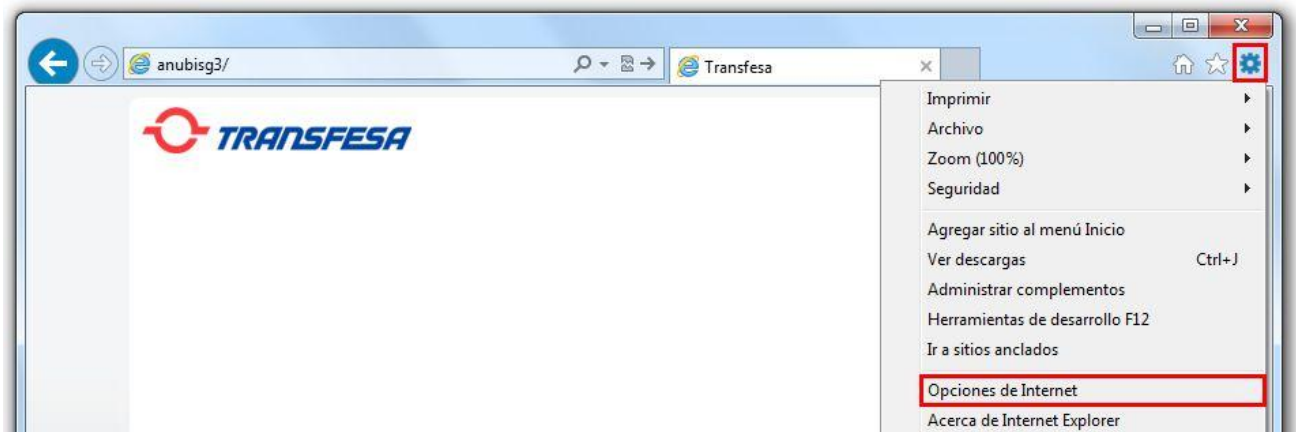 anubisg3/
Transfesa
TRANSFESA
Imprimir
Archivo
Zoom (100%)
Seguridad
Agregar sitio al menú Inicio
Ver descargas Ctrl+J
Administrar complementos
Herramientas de desarrollo F12
Ir a sitios anclados
Opciones de Internet
Acerca de Internet Explorer